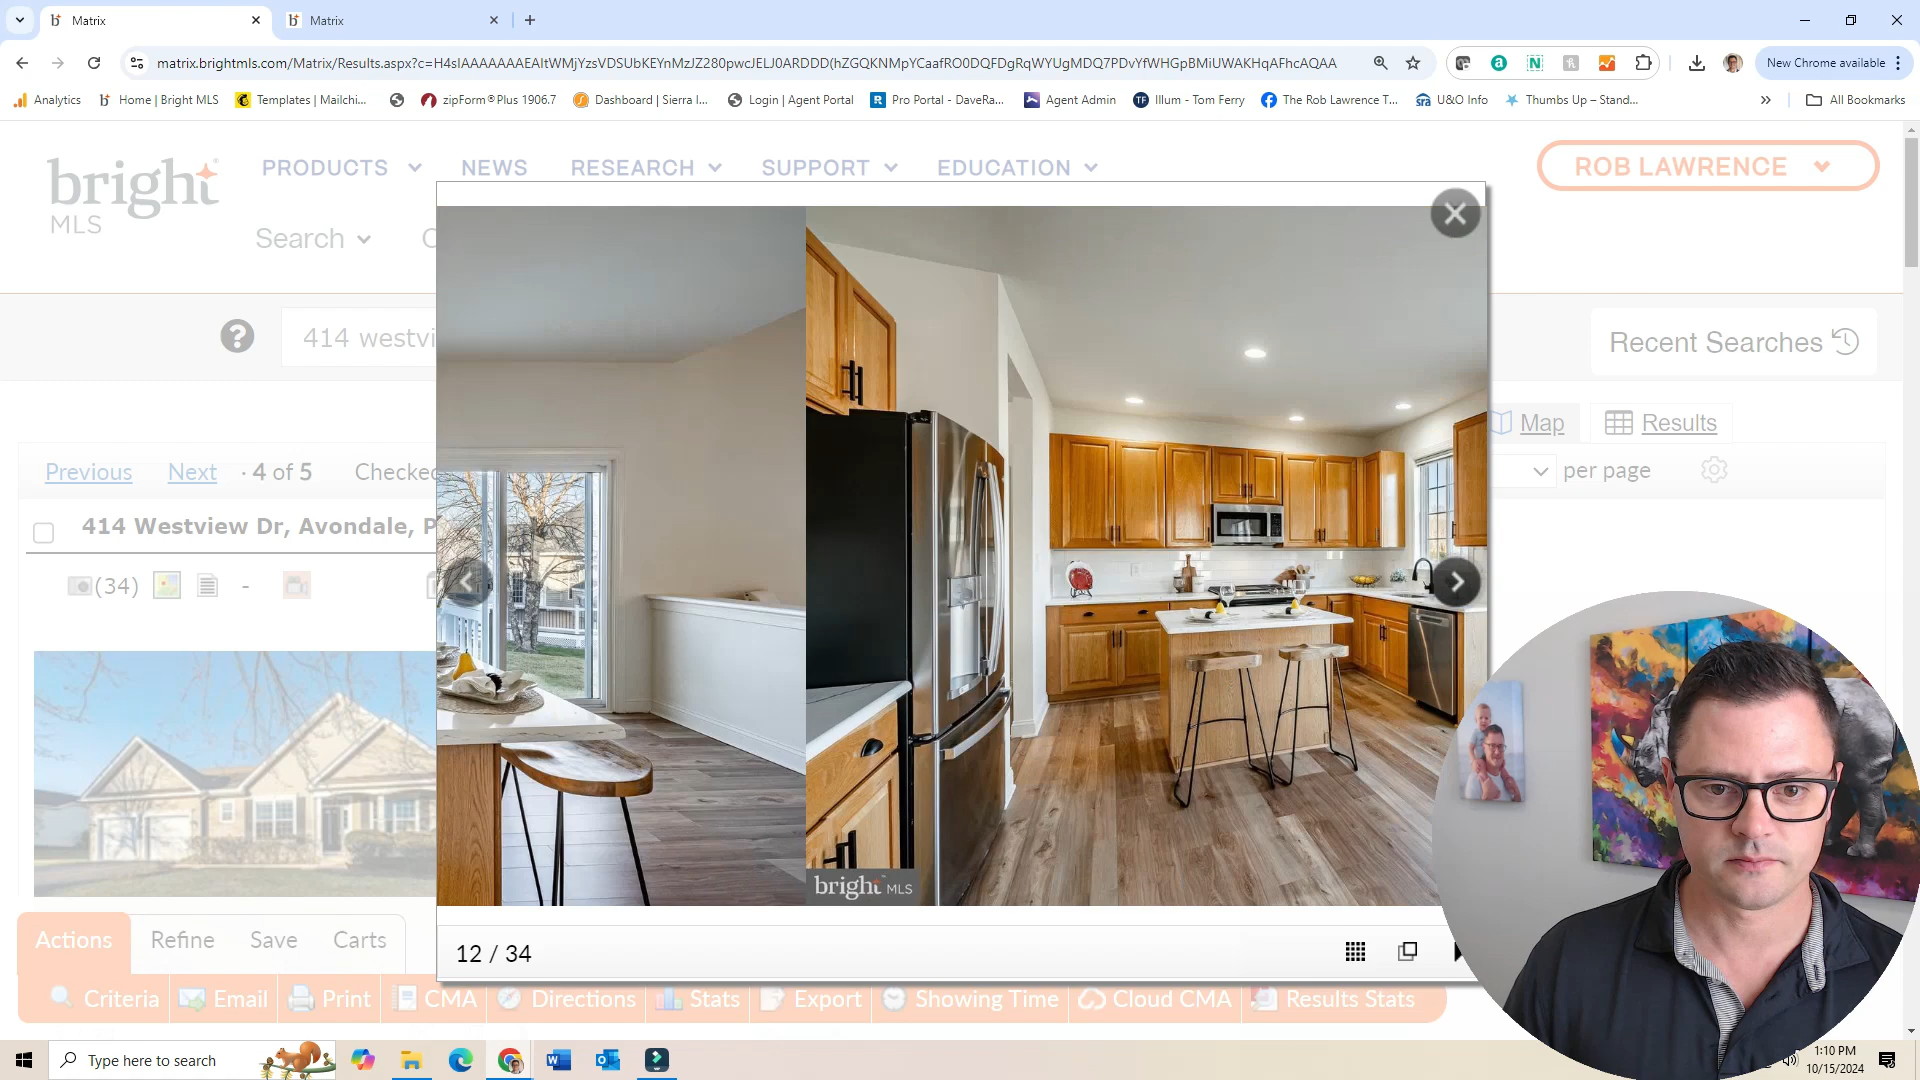 Matrix
Matrix
matrix.brightmls.com/Matrix/Results.aspx?c=H4sIAAAAAAAEAItWMjYzsVDSUbKEYnMzJZ280pwcJELJ0ARDDD(hZGQKNMpYCaafRO0DQFDgRqWYUgMDQ7PDvYfWHGpBMiUWAKHqAFhcAQAA
New Chrome available
Analytics
Home | Bright MLS
Templates | Mailchi...
zipForm®Plus 1906.7
Dashboard | Sierra I...
Login | Agent Portal
Pro Portal - DaveRa...
Agent Admin
Illum - Tom Ferry
The Rob Lawrence T...
U&O Info
Thumbs Up – Stand...
All Bookmarks
bright
MLS
PRODUCTS
NEWS
RESEARCH
SUPPORT
EDUCATION
ROB LAWRENCE
Search
414 westvi
Recent Searches
Map
Results
Previous
Next
· 4 of 5
Checked
per page
414 Westview Dr, Avondale, P
(34)
-
bright MLS
12 / 34
Actions
Refine
Save
Carts
Criteria
Email
Print
CMA
Directions
Stats
Export
Showing Time
Cloud CMA
Results Stats
Type here to search
1:10 PM
10/15/2024